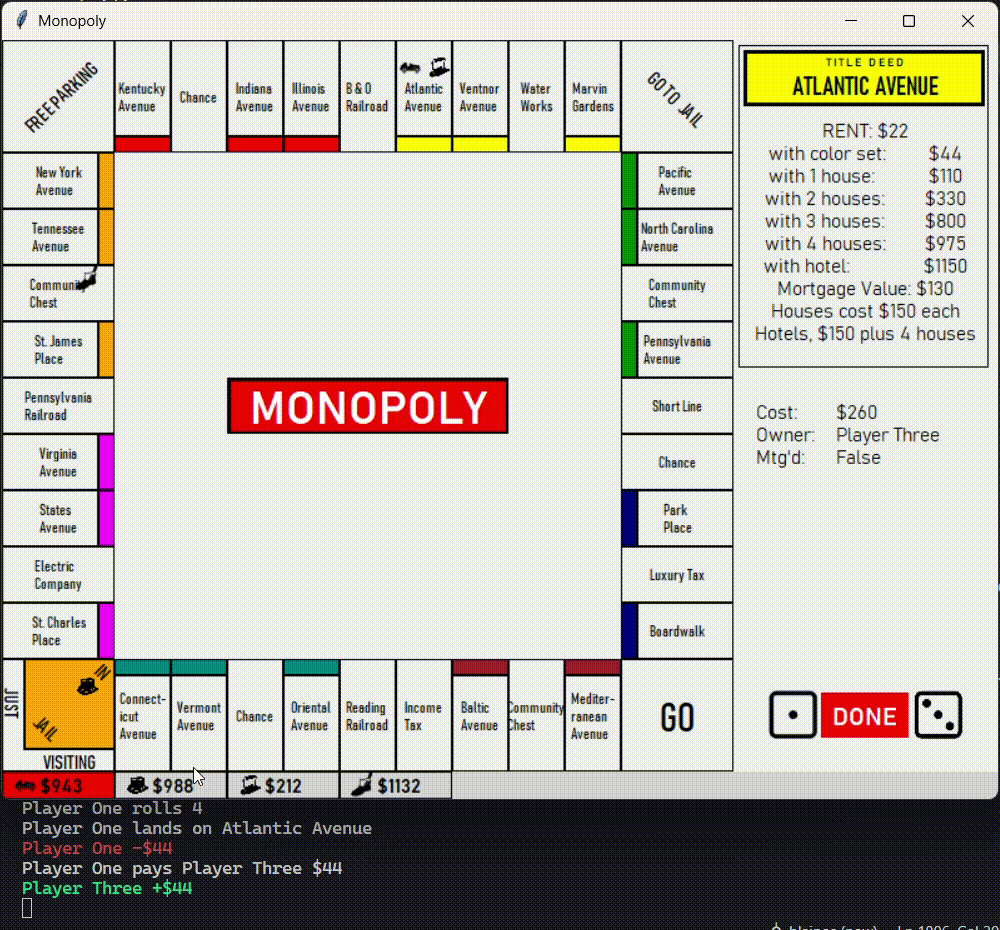 Monopoly
FREE PARKING
Kentucky
Avenue
Chance
Indiana
Avenue
Illinois
Avenue
B & O
Railroad
Atlantic
Avenue
Ventnor
Avenue
Water
Works
Marvin
Gardens
GO TO JAIL
New York
Avenue
Tennessee
Avenue
Community
Chest
St. James
Place
Pennsylvania
Railroad
Virginia
Avenue
States
Avenue
Electric
Company
St. Charles
Place
MONOPOLY
Pacific
Avenue
North Carolina
Avenue
Community
Chest
Pennsylvania
Avenue
Short Line
Chance
Park
Place
Luxury Tax
Boardwalk
JUST
VISITING
IN
JAIL
Connect-
icut
Avenue
Vermont
Avenue
Chance
Oriental
Avenue
Reading
Railroad
Income
Tax
Baltic
Avenue
Community
Chest
Mediter-
ranean
Avenue
GO
$943
$988
$212
$1132
TITLE DEED
ATLANTIC AVENUE
RENT: $22
with color set: $44
with 1 house: $110
with 2 houses: $330
with 3 houses: $800
with 4 houses: $975
with hotel: $1150
Mortgage Value: $130
Houses cost $150 each
Hotels, $150 plus 4 houses
Cost: $260
Owner: Player Three
Mtg'd: False
DONE
Player One rolls 4
Player One lands on Atlantic Avenue
Player One -$44
Player One pays Player Three $44
Player Three +$44